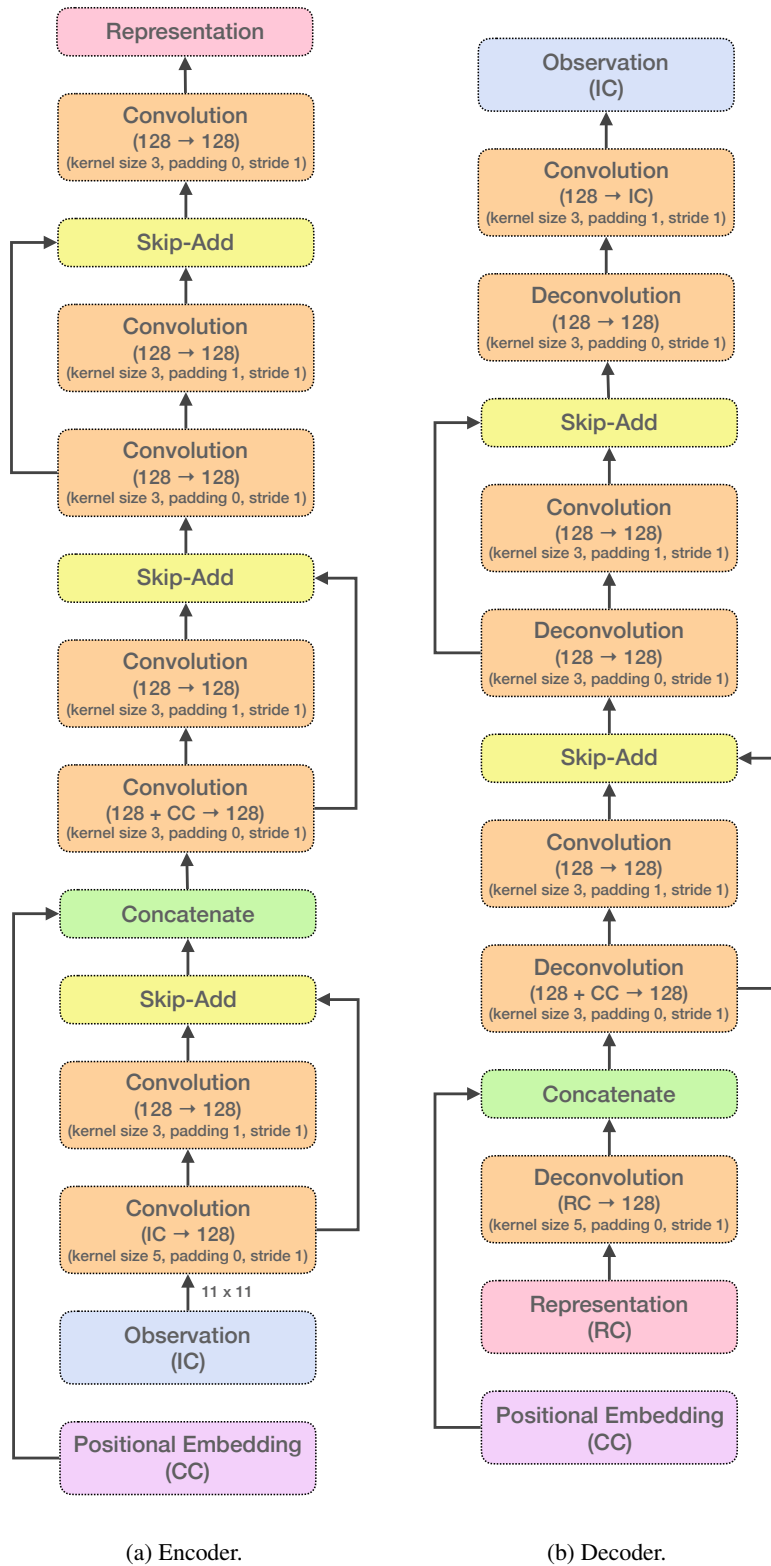 Representation
Convolution
(128 → 128)
(kernel size 3, padding 0, stride 1)
Skip-Add
Convolution
(128 → 128)
(kernel size 3, padding 1, stride 1)
Convolution
(128 → 128)
(kernel size 3, padding 0, stride 1)
Skip-Add
Convolution
(128 → 128)
(kernel size 3, padding 1, stride 1)
Convolution
(128 + CC → 128)
(kernel size 3, padding 0, stride 1)
Concatenate
Skip-Add
Convolution
(128 → 128)
(kernel size 3, padding 1, stride 1)
Convolution
(IC → 128)
(kernel size 5, padding 0, stride 1)
11 x 11
Observation
(IC)
Positional Embedding
(CC)
(a) Encoder.
Observation
(IC)
Convolution
(128 → IC)
(kernel size 3, padding 1, stride 1)
Deconvolution
(128 → 128)
(kernel size 3, padding 0, stride 1)
Skip-Add
Convolution
(128 → 128)
(kernel size 3, padding 1, stride 1)
Deconvolution
(128 → 128)
(kernel size 3, padding 0, stride 1)
Skip-Add
Convolution
(128 → 128)
(kernel size 3, padding 1, stride 1)
Deconvolution
(128 + CC → 128)
(kernel size 3, padding 0, stride 1)
Concatenate
Deconvolution
(RC → 128)
(kernel size 5, padding 0, stride 1)
Representation
(RC)
Positional Embedding
(CC)
(b) Decoder.